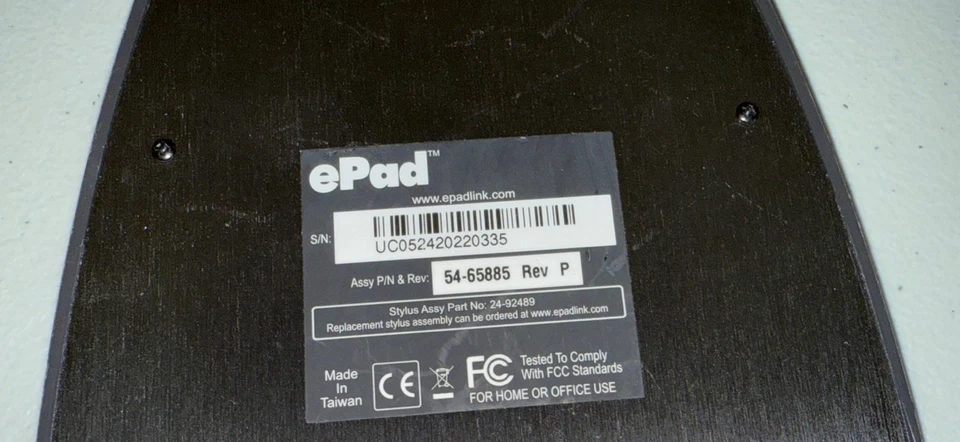 ePad™
www.epadlink.com
S/N:
UC052420220335
Assy P/N & Rev: 54-65885 Rev P
Stylus Assy Part No: 24-92489
Replacement stylus assembly can be ordered at www.epadlink.com
Made In Taiwan
CE
FC Tested To Comply With FCC Standards
FOR HOME OR OFFICE USE